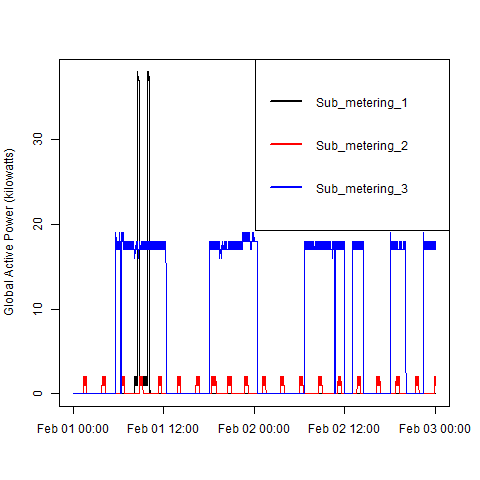 Global Active Power (kilowatts)
30
20
10
0
Sub_metering_1
Sub_metering_2
Sub_metering_3
Feb 01 00:00 Feb 01 12:00 Feb 02 00:00 Feb 02 12:00 Feb 03 00:00